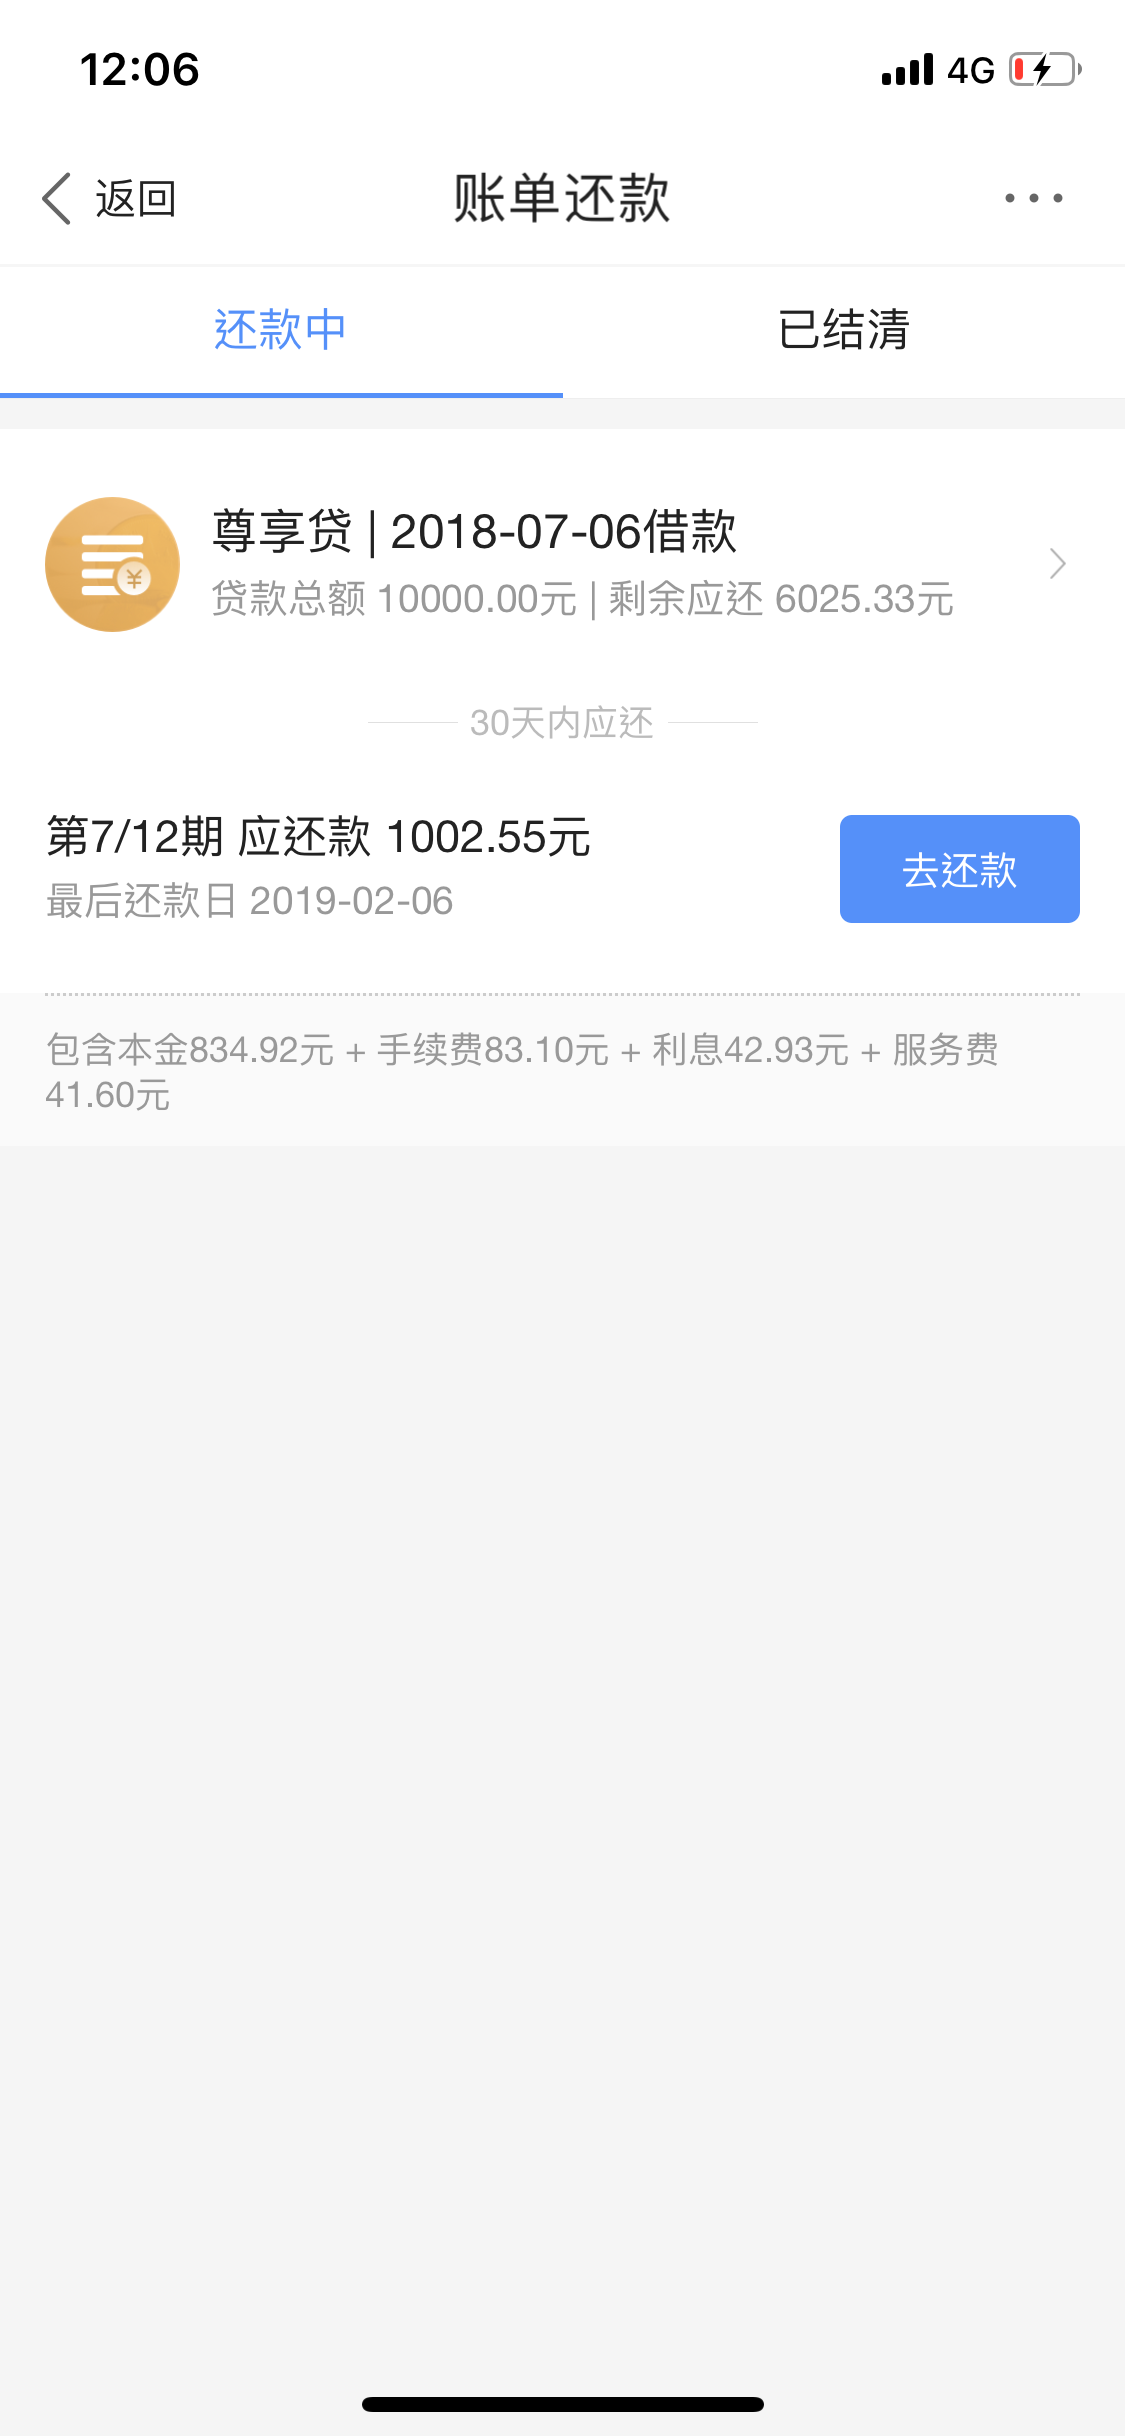 12:06
4G
返回
账单还款
还款中
已结清
尊享贷 | 2018-07-06借款
贷款总额 10000.00元 | 剩余应还 6025.33元
30天内应还
第7/12期 应还款 1002.55元
最后还款日 2019-02-06
去还款
包含本金834.92元 + 手续费83.10元 + 利息42.93元 + 服务费
41.60元